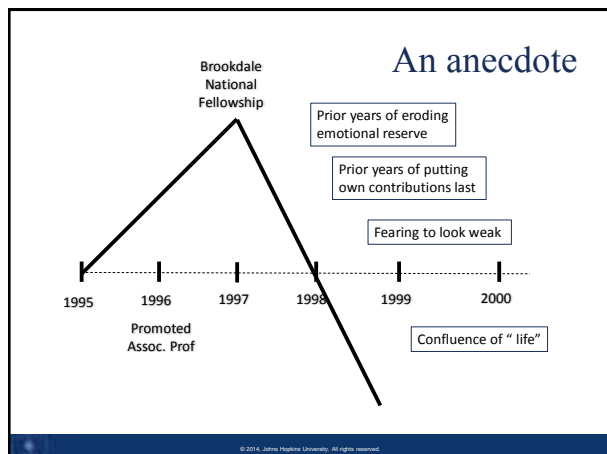 An anecdote
Brookdale
National
Fellowship
Prior years of eroding
emotional reserve
Prior years of putting
own contributions last
Fearing to look weak
1995
1996
1997
1998
1999
2000
Promoted
Assoc. Prof
Confluence of “ life”
© 2014, Johns Hopkins University. All rights reserved.